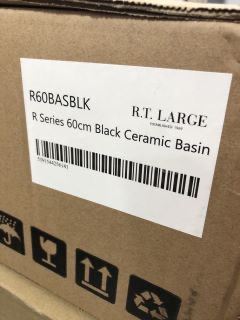 R60BASBLK
R.T. LARGE
R Series 60cm Black Ceramic Basin